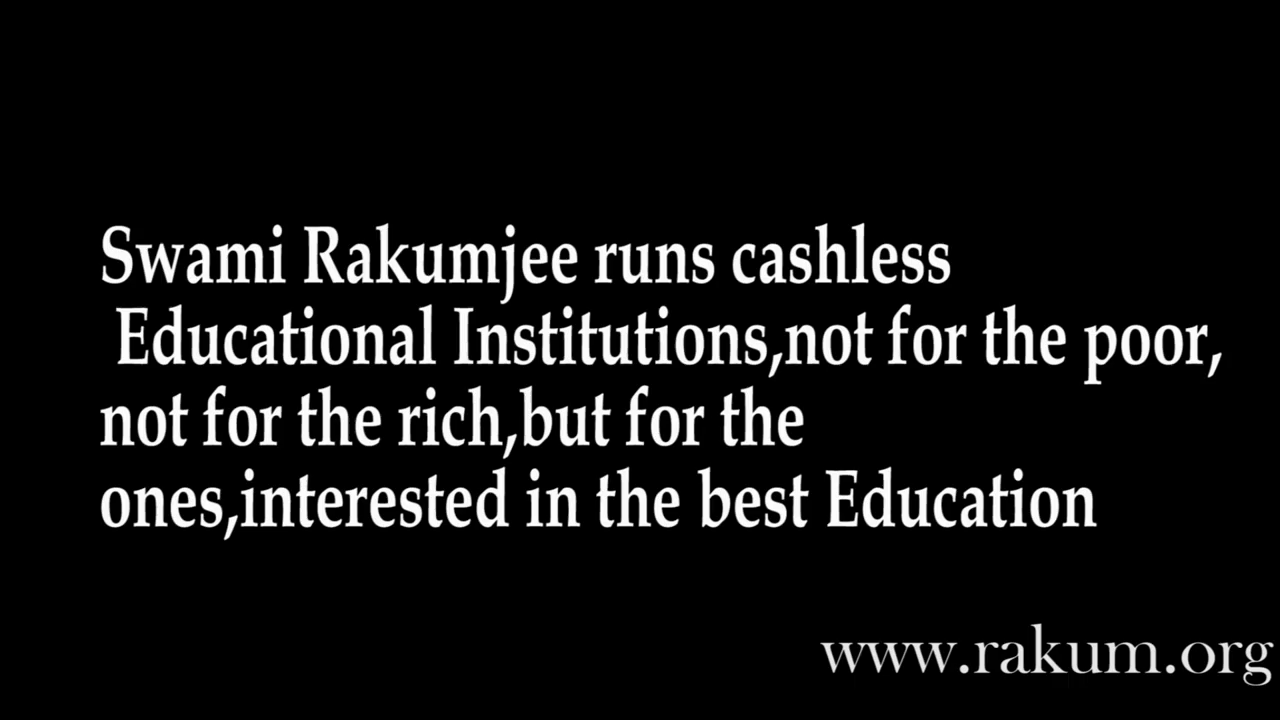 Swami Rakumjee runs cashless
Educational Institutions,not for the poor,
not for the rich,but for the
ones,interested in the best Education
www.rakum.org